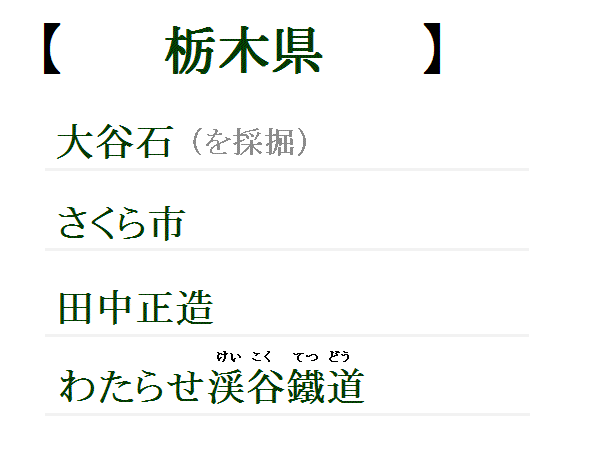 【 栃木県 】
大谷石（を採掘）
さくら市
田中正造
けい こく てつ どう
わたらせ渓谷鐵道